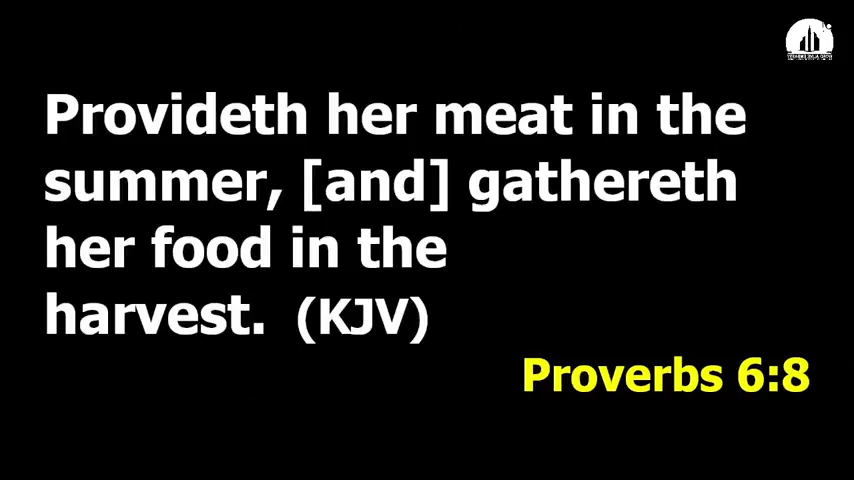 Provideth her meat in the
summer, [and] gathereth
her food in the
harvest. (KJV)
Proverbs 6:8